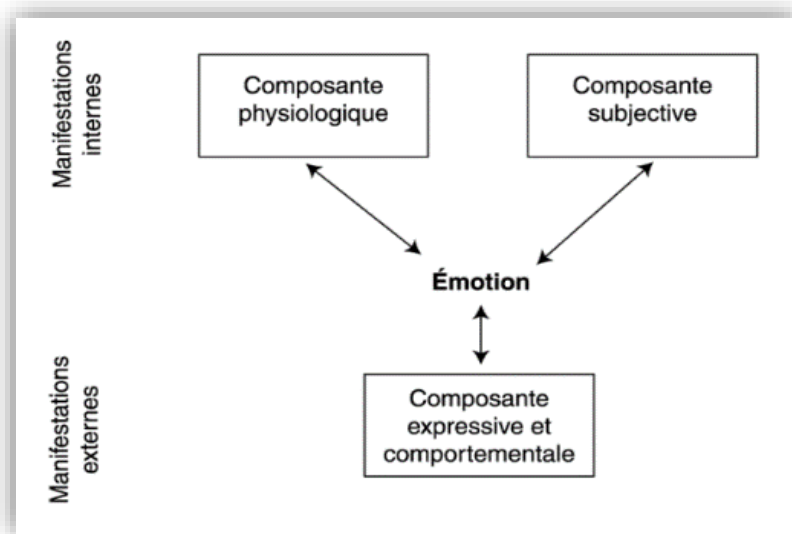 Manifestations
internes
Composante
physiologique
Composante
subjective
Émotion
Manifestations
externes
Composante
expressive et
comportementale